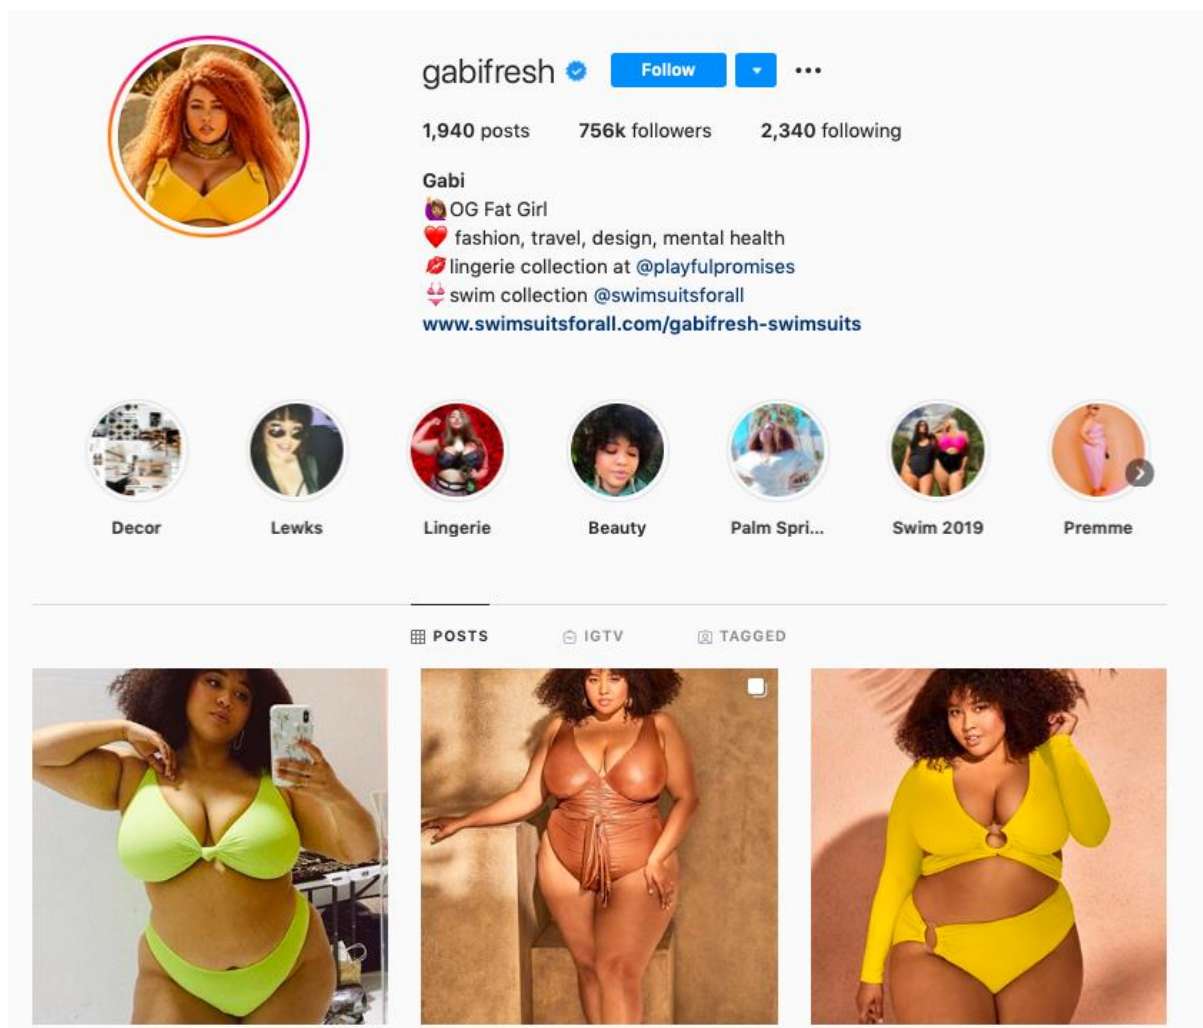 gabifresh Follow
1,940 posts 756k followers 2,340 following
Gabi
🙋🏽‍♀️OG Fat Girl
❤️ fashion, travel, design, mental health
💋lingerie collection at @playfulpromises
👙swim collection @swimsuitsforall
www.swimsuitsforall.com/gabifresh-swimsuits
Decor Lewks Lingerie Beauty Palm Spri... Swim 2019 Premme
POSTS IGTV TAGGED